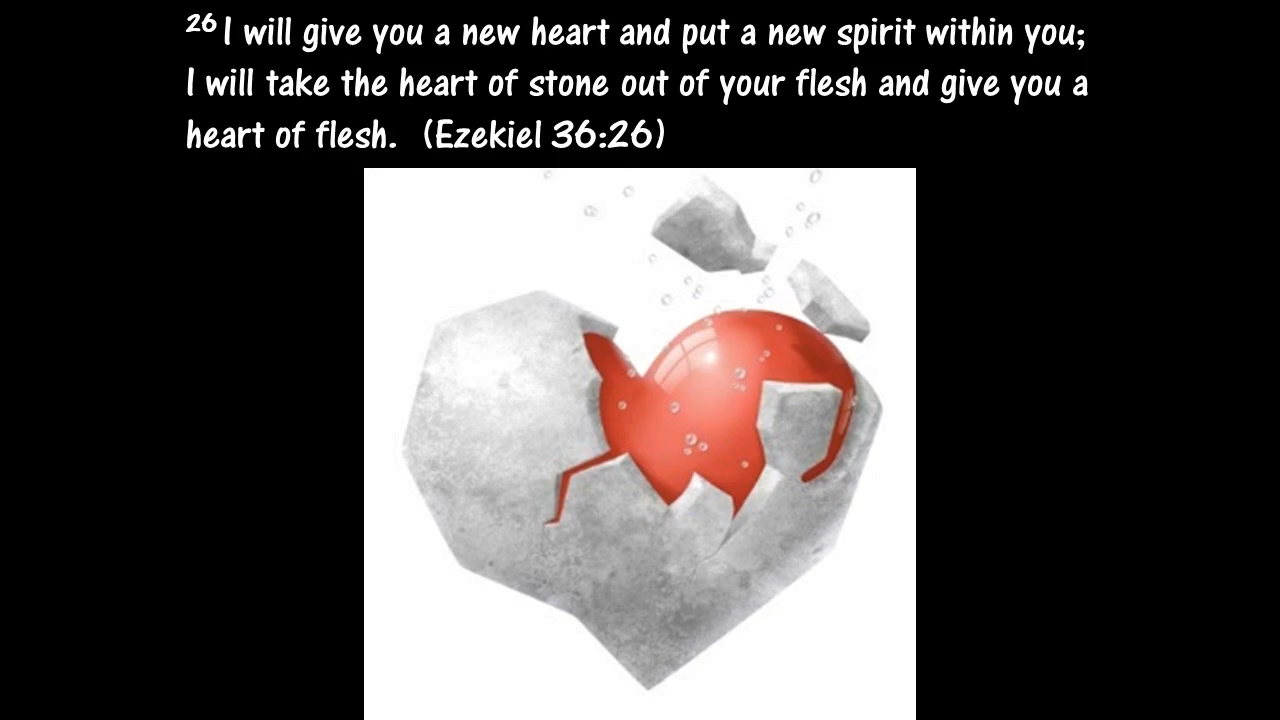 26 I will give you a new heart and put a new spirit within you;
I will take the heart of stone out of your flesh and give you a
heart of flesh. (Ezekiel 36:26)